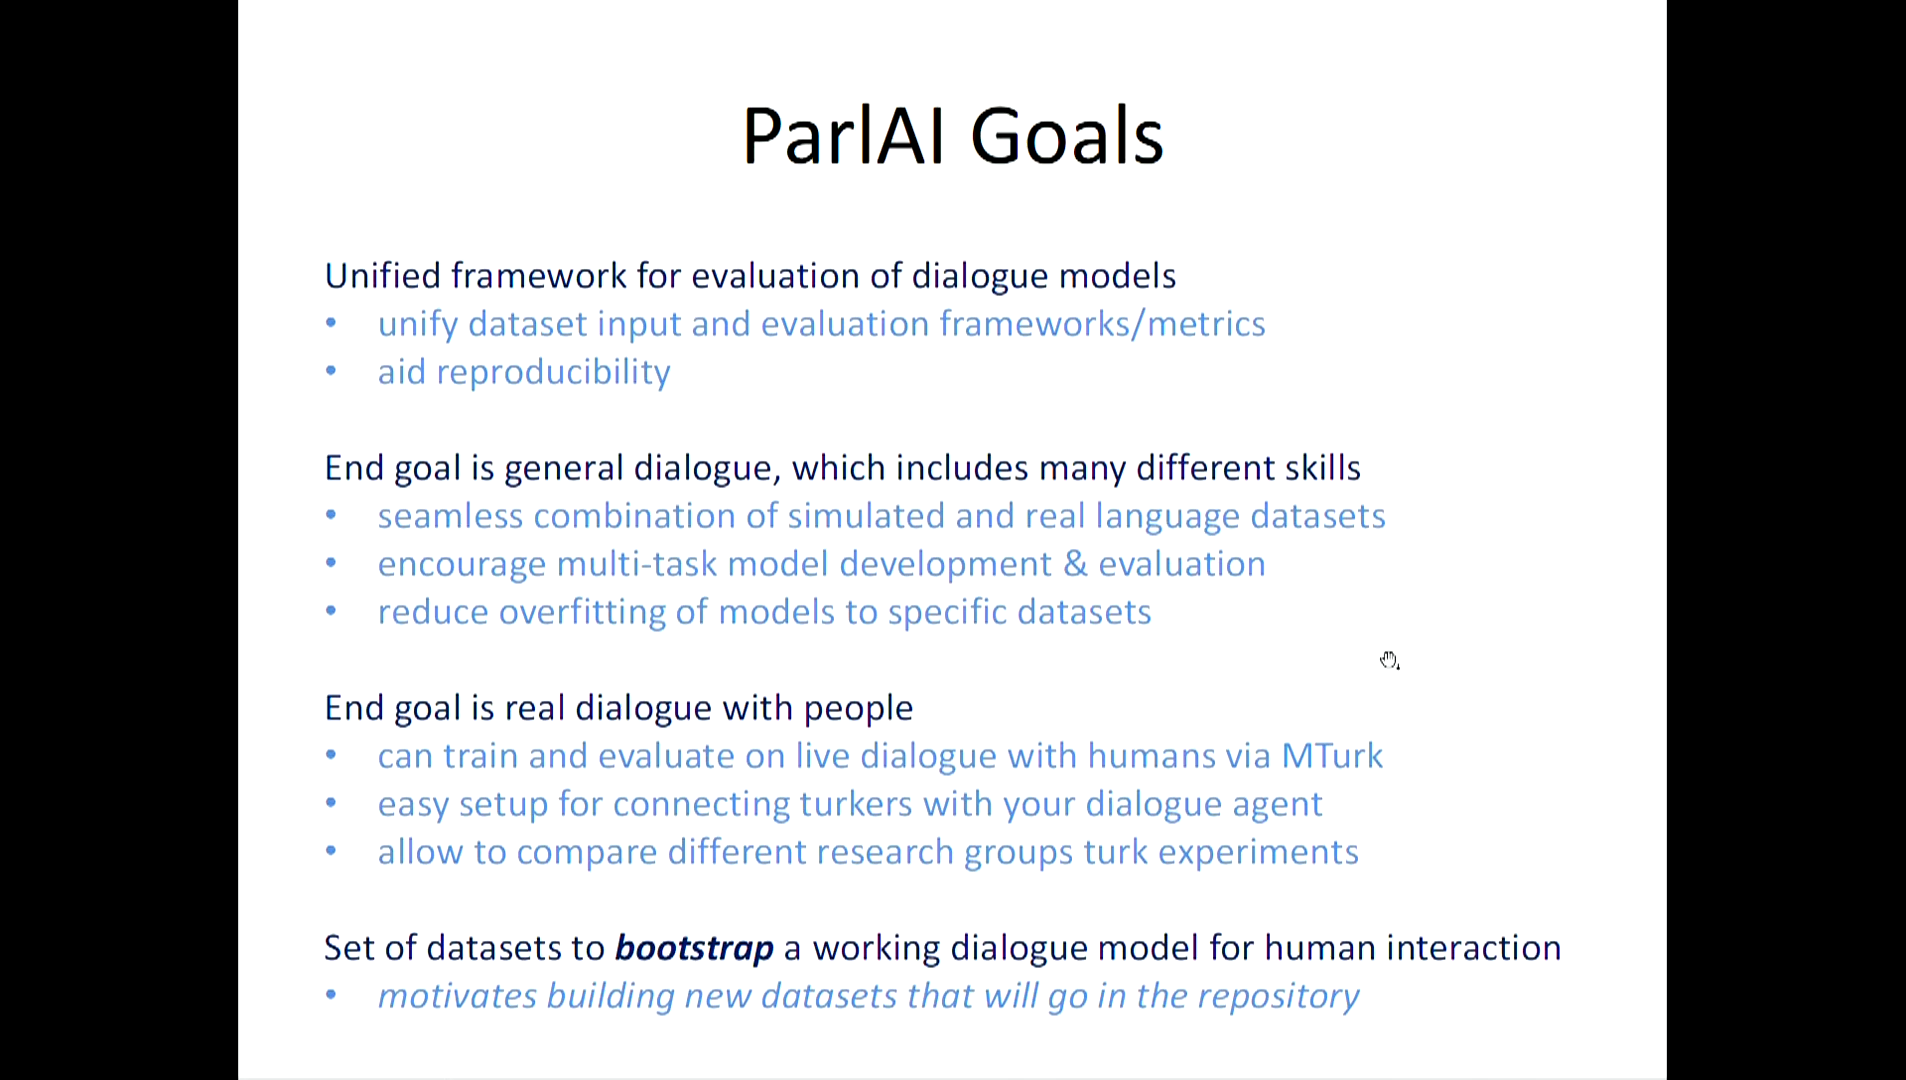 ParlAI Goals
Unified framework for evaluation of dialogue models
• unify dataset input and evaluation frameworks/metrics
• aid reproducibility
End goal is general dialogue, which includes many different skills
• seamless combination of simulated and real language datasets
• encourage multi-task model development & evaluation
• reduce overfitting of models to specific datasets
End goal is real dialogue with people
• can train and evaluate on live dialogue with humans via MTurk
• easy setup for connecting turkers with your dialogue agent
• allow to compare different research groups turk experiments
Set of datasets to bootstrap a working dialogue model for human interaction
• motivates building new datasets that will go in the repository